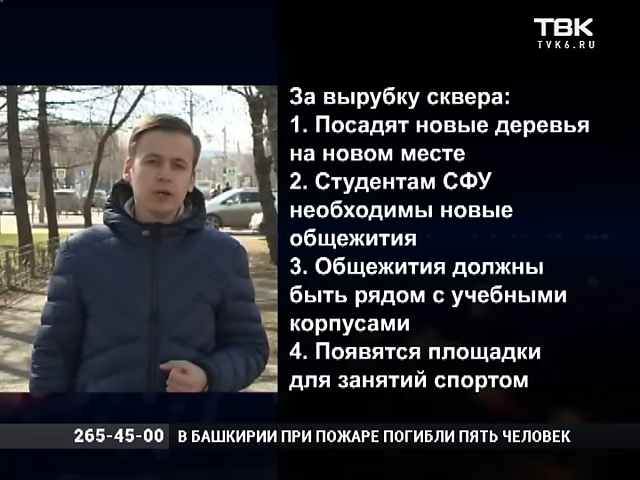 ТВК
TVK6.RU
За вырубку сквера:
1. Посадят новые деревья
на новом месте
2. Студентам СФУ
необходимы новые
общежития
3. Общежития должны
быть рядом с учебными
корпусами
4. Появятся площадки
для занятий спортом
265-45-00 В БАШКИРИИ ПРИ ПОЖАРЕ ПОГИБЛИ ПЯТЬ ЧЕЛОВЕК